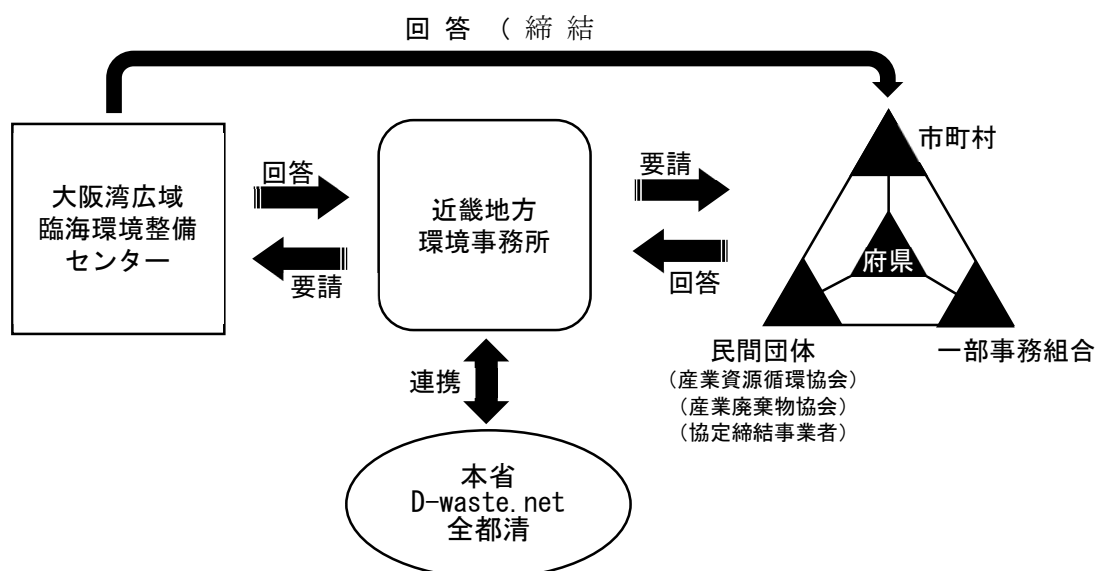 回 答 （ 締 結
市町村
大阪湾広域
臨海環境整備
センター
回答
要請
近畿地方
環境事務所
要請
回答
府県
民間団体
（産業資源循環協会）
（産業廃棄物協会）
（協定締結事業者）
一部事務組合
連携
本省
D-waste.net
全都清